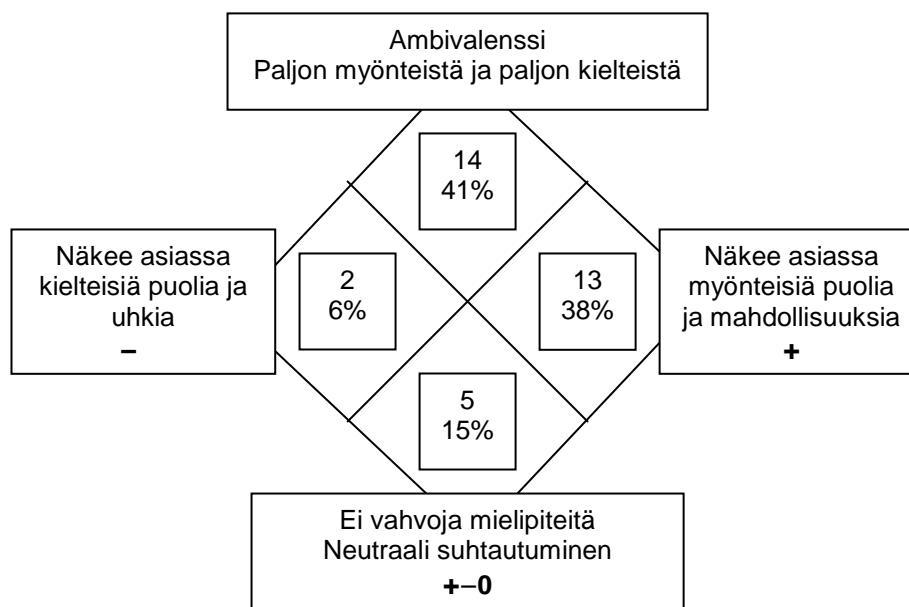 Ambivalenssi
Paljon myönteistä ja paljon kielteistä
14
41%
Näkee asiassa
kielteisiä puolia ja
uhkia
–
2
6%
13
38%
Näkee asiassa
myönteisiä puolia
ja mahdollisuuksia
+
5
15%
Ei vahvoja mielipiteitä
Neutraali suhtautuminen
+–0